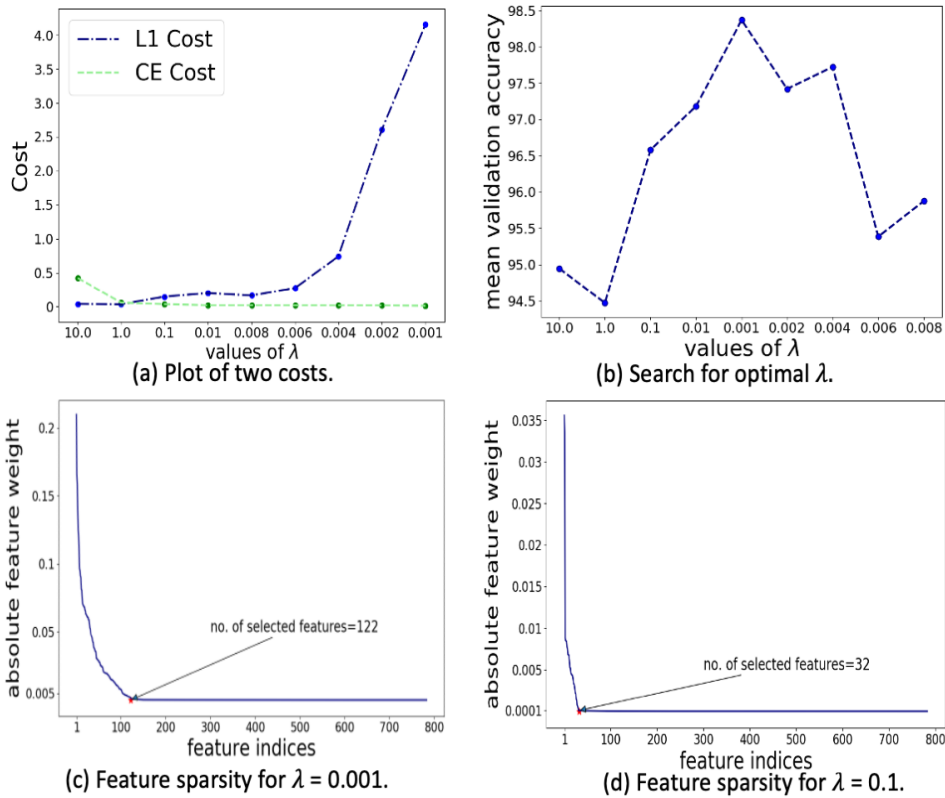 L1 Cost
CE Cost
Cost
4.0
3.5
3.0
2.5
2.0
1.5
1.0
0.5
0
10.0 1.0 0.1 0.01 0.008 0.006 0.004 0.002 0.001
values of λ
(a) Plot of two costs.
mean validation accuracy
98.5
98.0
97.5
97.0
96.5
96.0
95.5
95.0
94.5
10.0 1.0 0.1 0.01 0.001 0.002 0.004 0.006 0.008
values of λ
(b) Search for optimal λ.
absolute feature weight
0.2
0.15
0.1
0.05
0.005
no. of selected features=122
1 100 200 300 400 500 600 700 800
feature indices
(c) Feature sparsity for λ = 0.001.
absolute feature weight
0.035
0.030
0.025
0.020
0.015
0.010
0.005
0.0001
no. of selected features=32
1 100 200 300 400 500 600 700 800
feature indices
(d) Feature sparsity for λ = 0.1.